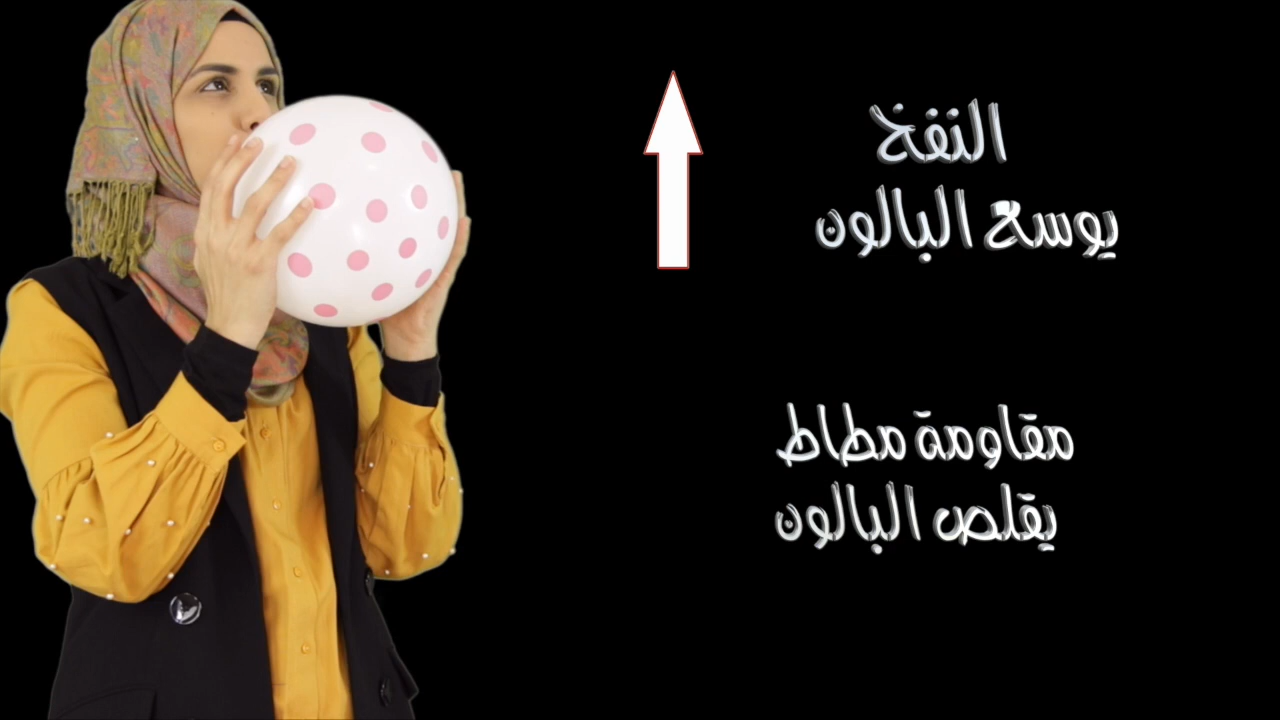 النفخ
يوسع البالون
مقاومة مطاط
يقلص البالون